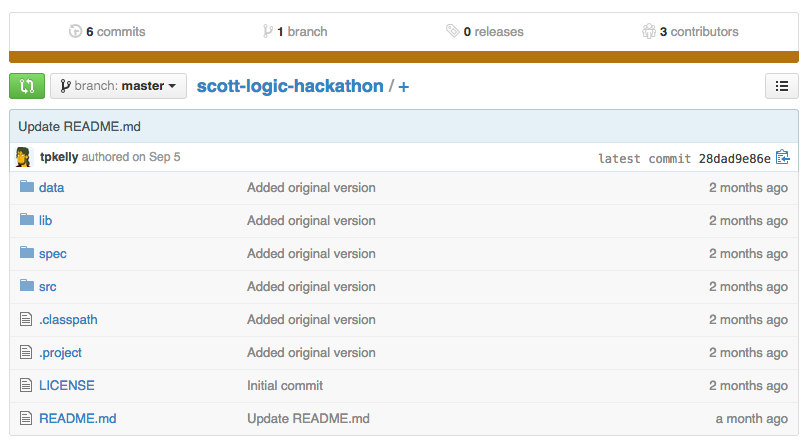 6 commits 1 branch 0 releases 3 contributors
branch: master scott-logic-hackathon / +
Update README.md
tpkelly authored on Sep 5 latest commit 28dad9e86e
data Added original version 2 months ago
lib Added original version 2 months ago
spec Added original version 2 months ago
src Added original version 2 months ago
.classpath Added original version 2 months ago
.project Added original version 2 months ago
LICENSE Initial commit 2 months ago
README.md Update README.md a month ago